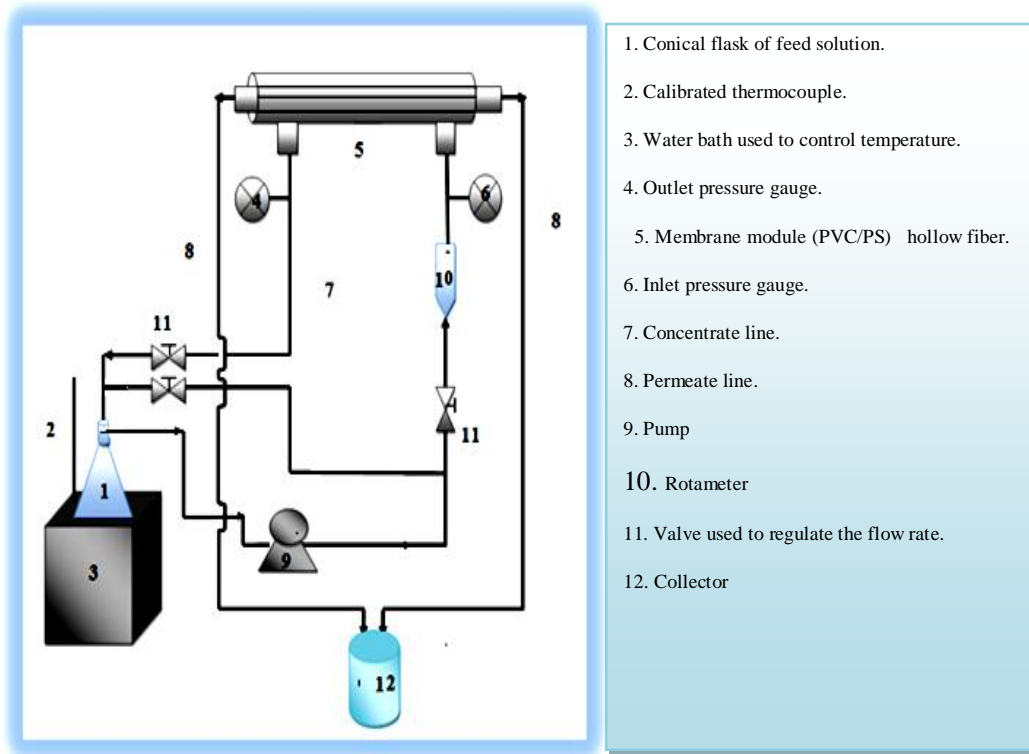 5
4
6
8
8
10
7
11
11
2
1
3
9
12
1. Conical flask of feed solution.
2. Calibrated thermocouple.
3. Water bath used to control temperature.
4. Outlet pressure gauge.
5. Membrane module (PVC/PS) hollow fiber.
6. Inlet pressure gauge.
7. Concentrate line.
8. Permeate line.
9. Pump
10. Rotameter
11. Valve used to regulate the flow rate.
12. Collector